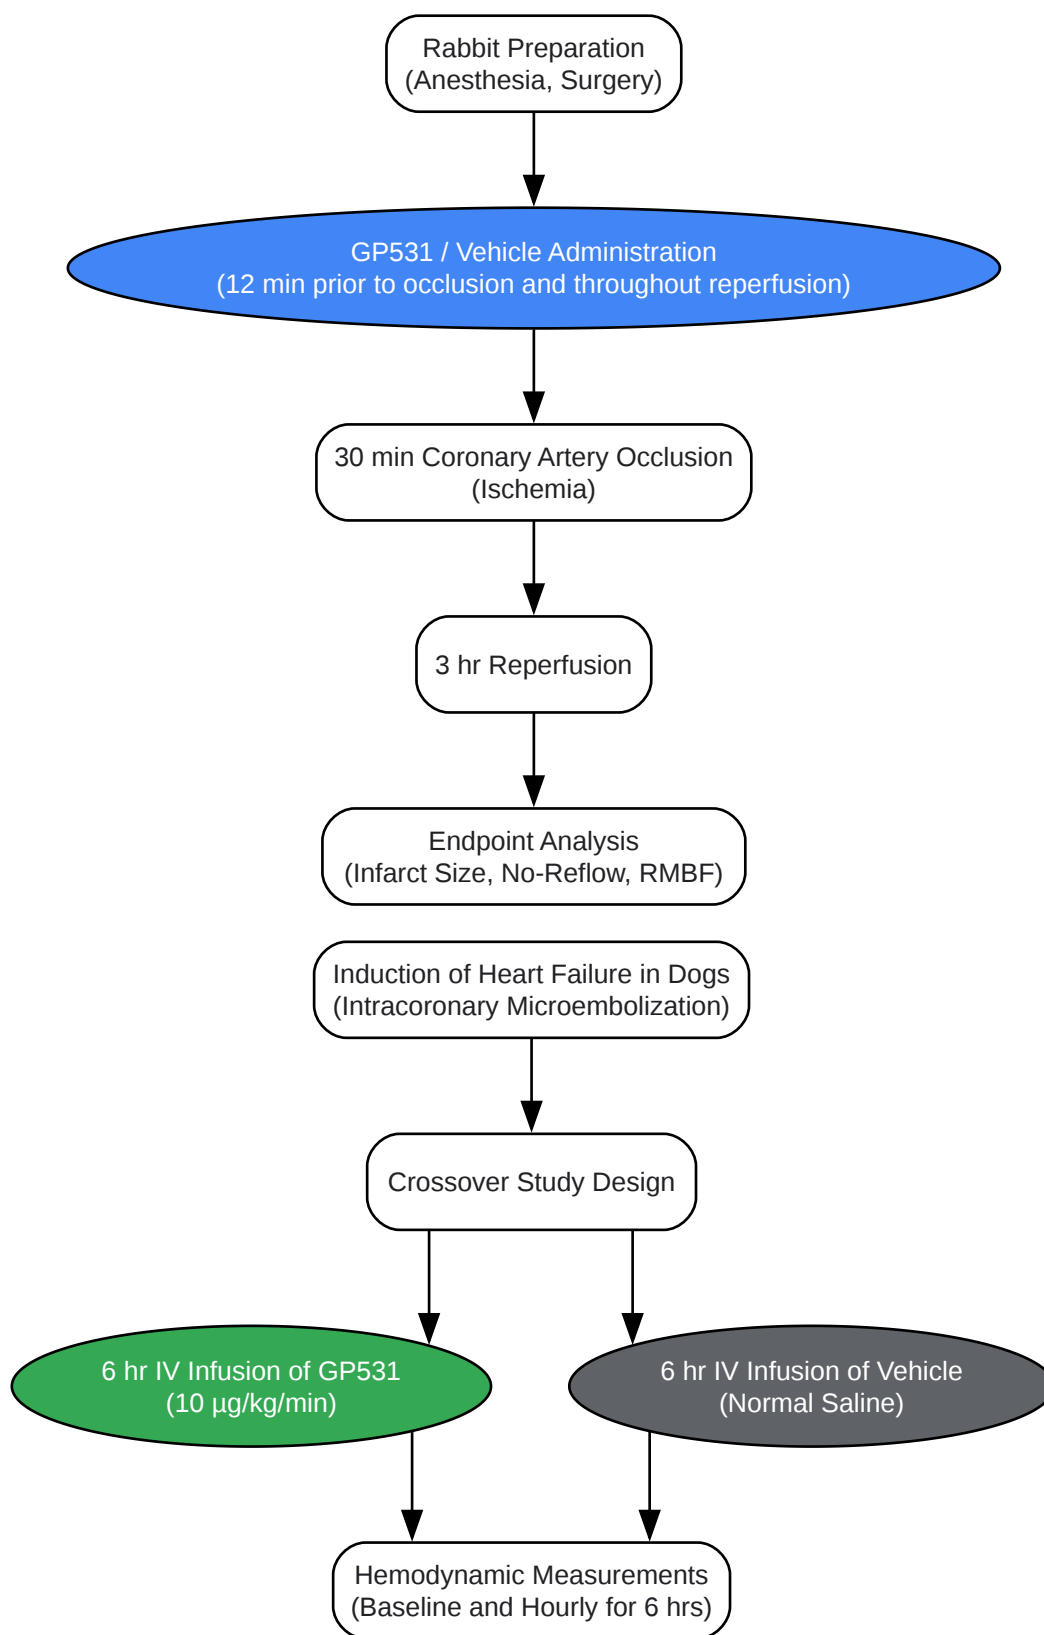 Rabbit Preparation
(Anesthesia, Surgery)
GP531 / Vehicle Administration
(12 min prior to occlusion and throughout reperfusion)
30 min Coronary Artery Occlusion
(Ischemia)
3 hr Reperfusion
Endpoint Analysis
(Infarct Size, No-Reflow, RMBF)
Induction of Heart Failure in Dogs
(Intracoronary Microembolization)
Crossover Study Design
6 hr IV Infusion of GP531
(10 µg/kg/min)
6 hr IV Infusion of Vehicle
(Normal Saline)
Hemodynamic Measurements
(Baseline and Hourly for 6 hrs)